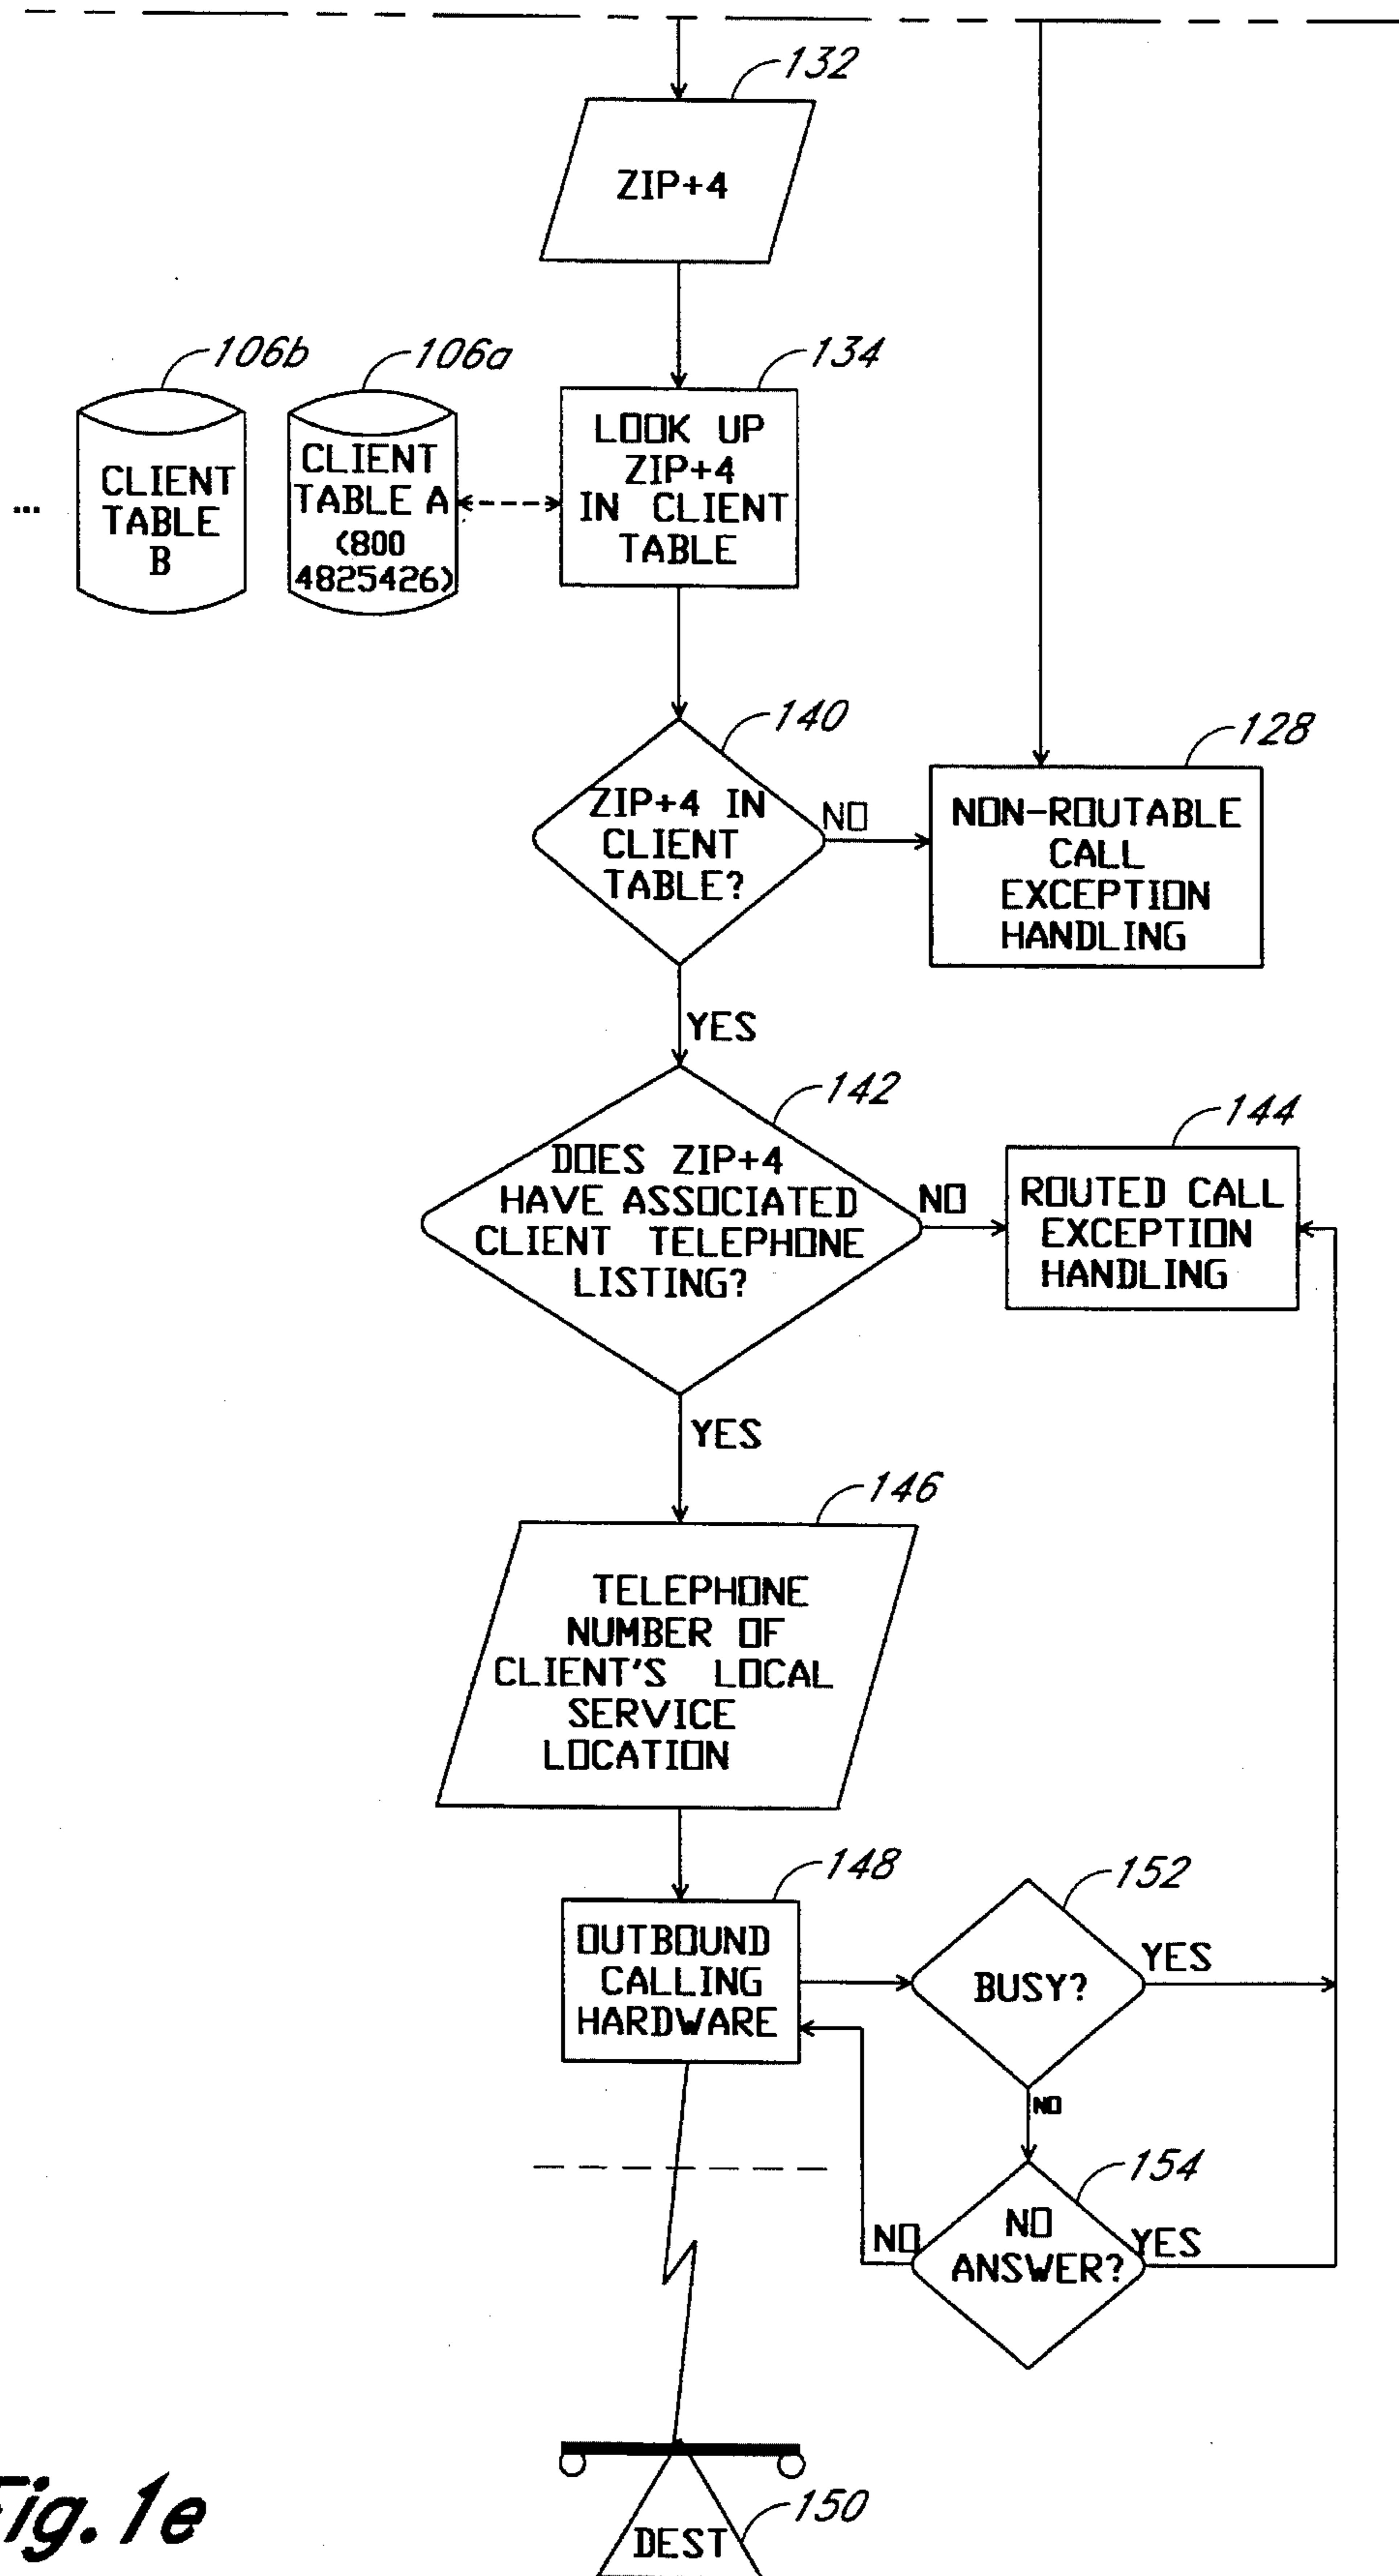 132
ZIP+4
106b
106a
134
CLIENT
TABLE
B
CLIENT
TABLE A
(800
4825426)
LOOK UP
ZIP+4
IN CLIENT
TABLE
...
140
128
ZIP+4 IN
CLIENT
TABLE?
NO
NON-ROUTABLE
CALL
EXCEPTION
HANDLING
YES
142
144
DOES ZIP+4
HAVE ASSOCIATED
CLIENT TELEPHONE
LISTING?
NO
ROUTED CALL
EXCEPTION
HANDLING
YES
146
TELEPHONE
NUMBER OF
CLIENT'S LOCAL
SERVICE
LOCATION
148
152
OUTBOUND
CALLING
HARDWARE
BUSY?
YES
NO
154
NO
ANSWER?
NO
YES
150
DEST
Fig. 1e